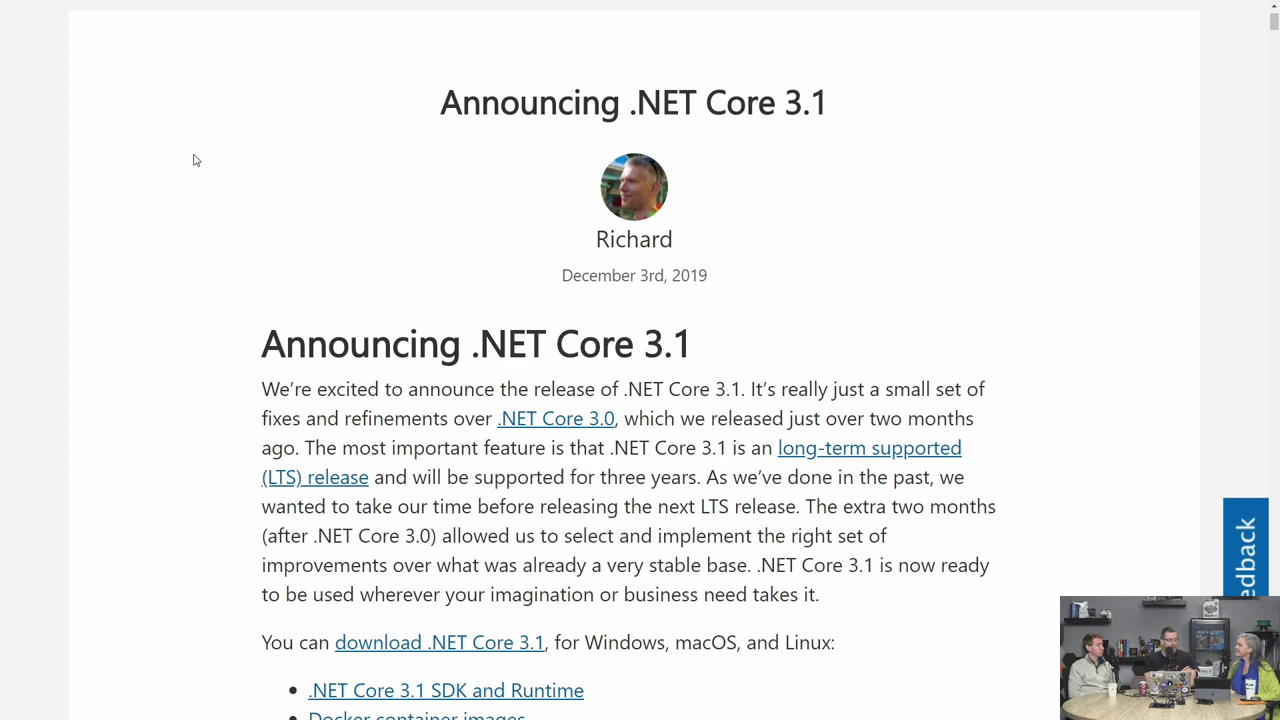 Announcing .NET Core 3.1
Richard
December 3rd, 2019
Announcing .NET Core 3.1
We’re excited to announce the release of .NET Core 3.1. It’s really just a small set of
fixes and refinements over .NET Core 3.0, which we released just over two months
ago. The most important feature is that .NET Core 3.1 is an long-term supported
(LTS) release and will be supported for three years. As we’ve done in the past, we
wanted to take our time before releasing the next LTS release. The extra two months
(after .NET Core 3.0) allowed us to select and implement the right set of
improvements over what was already a very stable base. .NET Core 3.1 is now ready
to be used wherever your imagination or business need takes it.
You can download .NET Core 3.1, for Windows, macOS, and Linux:
.NET Core 3.1 SDK and Runtime
Docker container images
edback